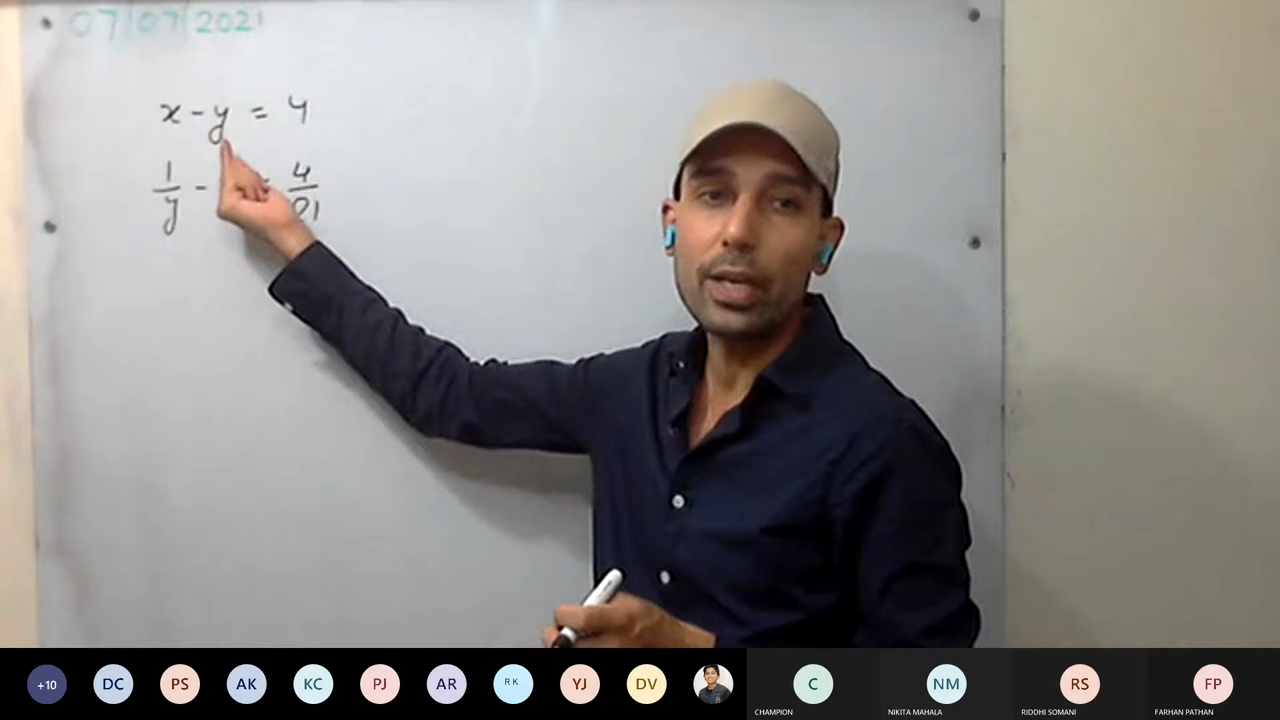 07/07/2021
x - y = 4
1/y - = 4/21
+10 DC PS AK KC PJ AR RK YJ DV C NM RS FP
CHAMPION NIKITA MAHALA RIDDHI SOMANI FARHAN PATHAN